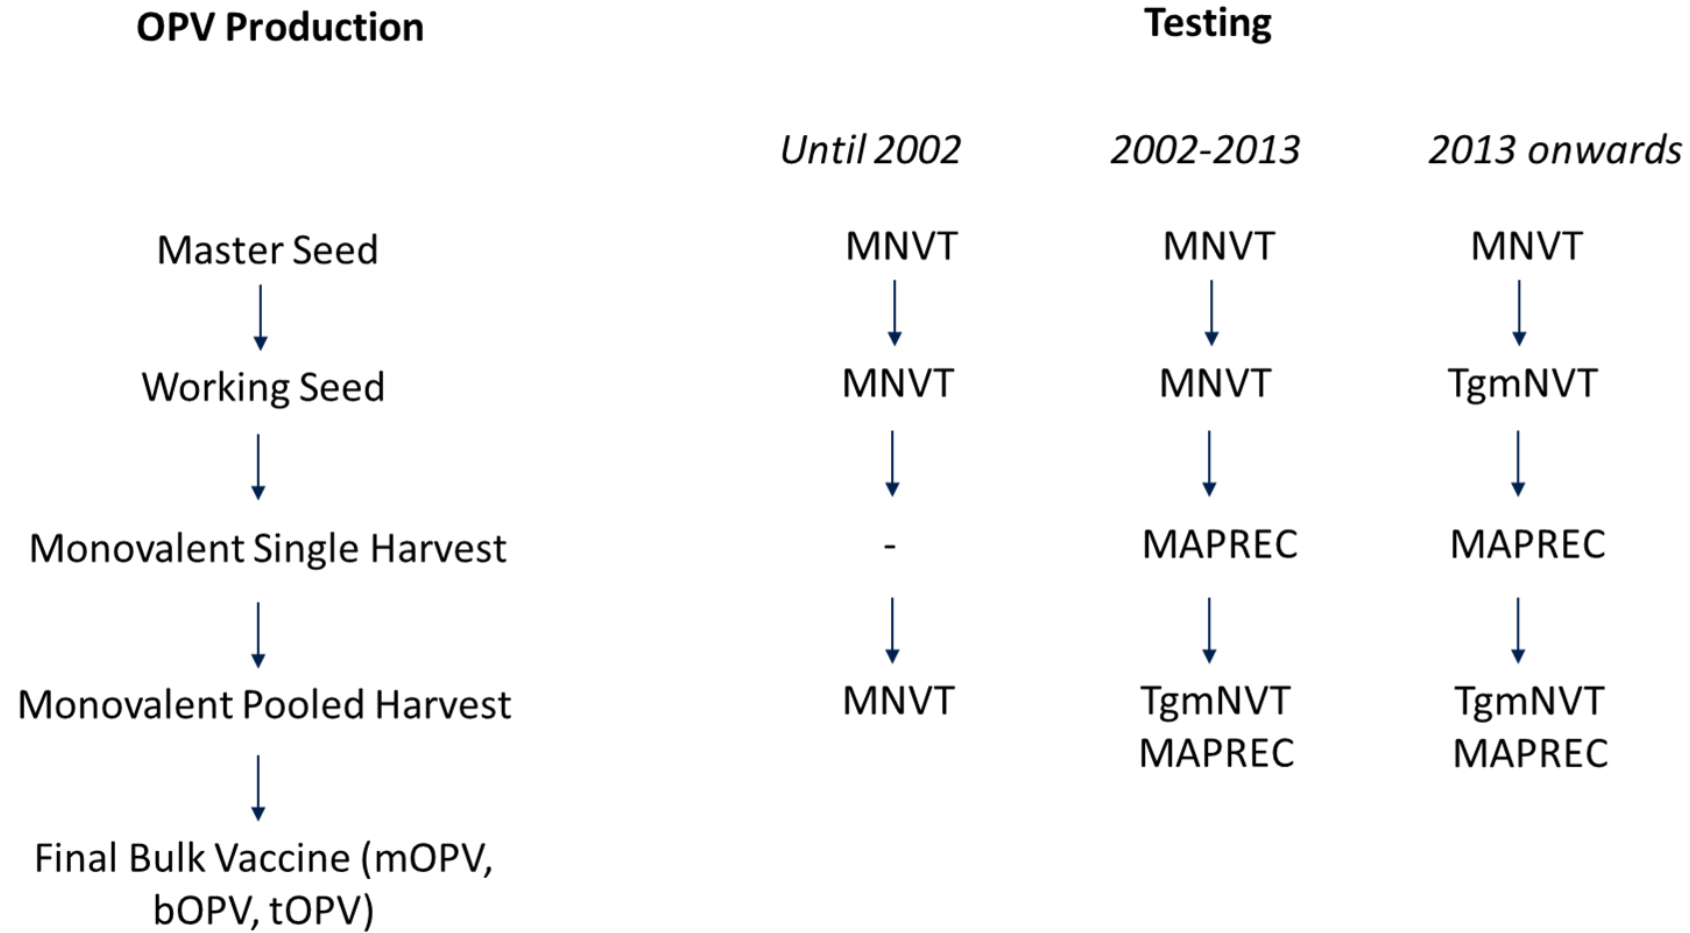 OPV Production
Testing
Until 2002
2002-2013
2013 onwards
Master Seed
MNVT
MNVT
MNVT
Working Seed
MNVT
MNVT
TgmNVT
Monovalent Single Harvest
-
MAPREC
MAPREC
Monovalent Pooled Harvest
MNVT
TgmNVT
TgmNVT
MAPREC
MAPREC
Final Bulk Vaccine (mOPV,
bOPV, tOPV)